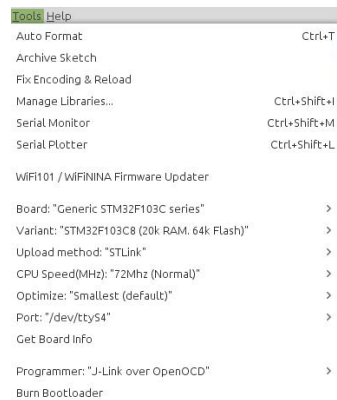 Tools Help
Auto Format Ctrl+T
Archive Sketch
Fix Encoding & Reload
Manage Libraries... Ctrl+Shift+I
Serial Monitor Ctrl+Shift+M
Serial Plotter Ctrl+Shift+L
WiFi101 / WiFiNINA Firmware Updater
Board: "Generic STM32F103C series" >
Variant: "STM32F103C8 (20k RAM. 64k Flash)" >
Upload method: "STLink" >
CPU Speed(MHz): "72Mhz (Normal)" >
Optimize: "Smallest (default)" >
Port: "/dev/ttyS4" >
Get Board Info
Programmer: "J-Link over OpenOCD" >
Burn Bootloader